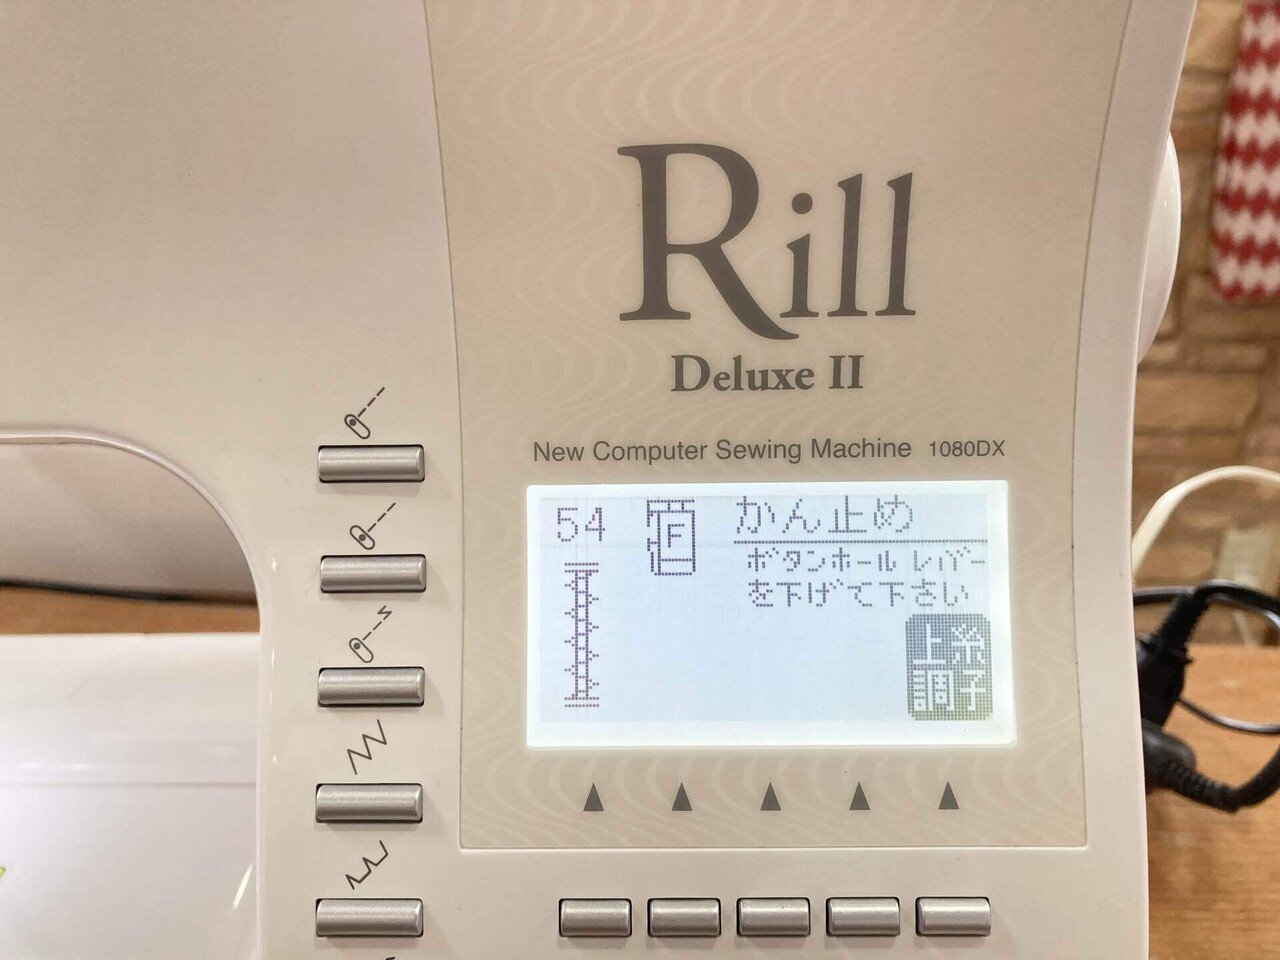 Rill
Deluxe II
New Computer Sewing Machine 1080DX
54
F
かん止め
ボタンホール レバー
を下げて下さい
上糸
調子